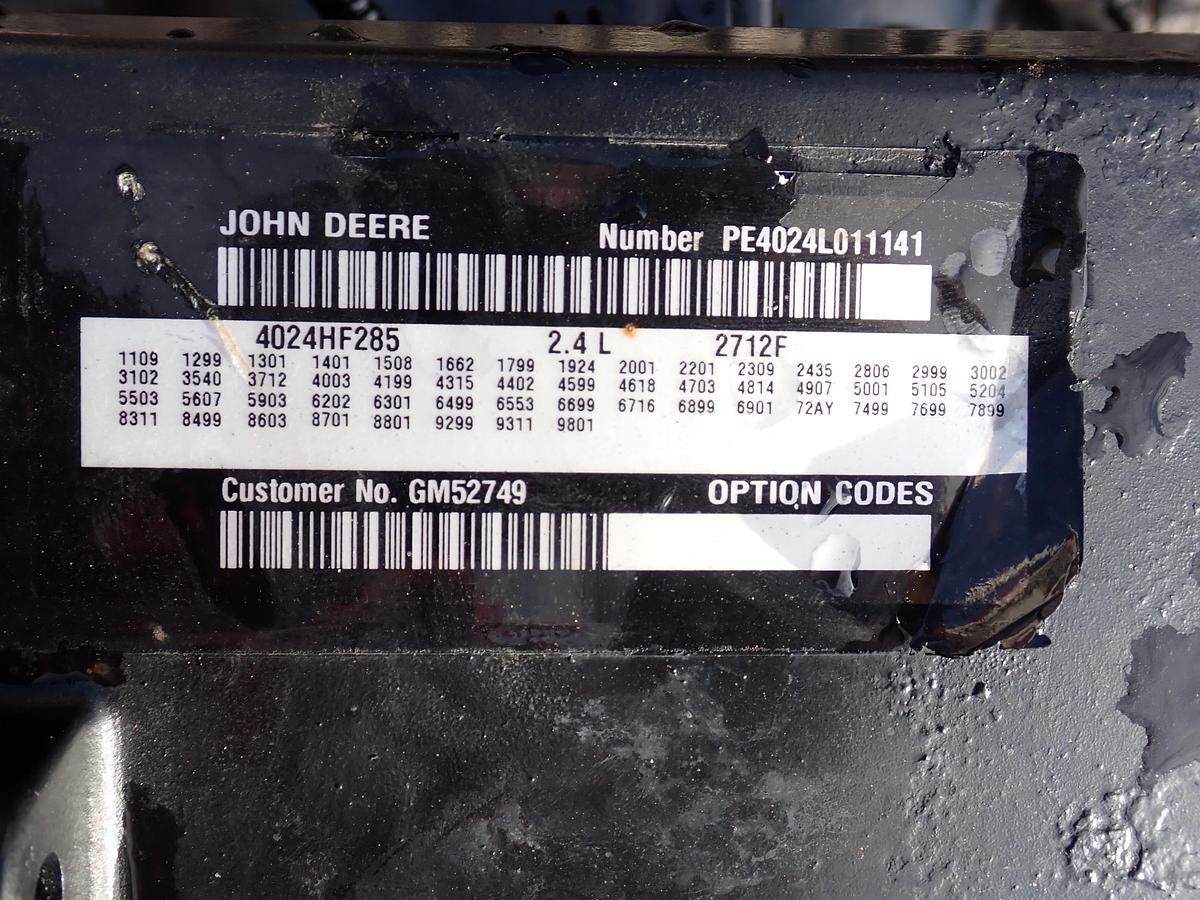 JOHN DEERE
Number PE4024L011141
4024HF285 2.4 L 2712F
1109 1299 1301 1401 1508 1662 1799 1924 2001 2201 2309 2435 2806 2999 3002
3102 3540 3712 4003 4199 4315 4402 4599 4618 4703 4814 4907 5001 5105 5204
5503 5607 5903 6202 6301 6499 6553 6699 6716 6899 6901 72AY 7499 7699 7899
8311 8499 8603 8701 8801 9299 9311 9801
Customer No. GM52749
OPTION CODES